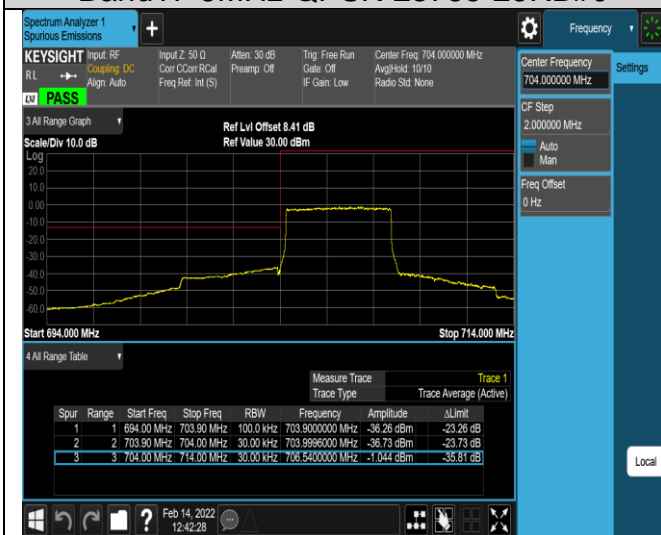 Spectrum Analyzer 1
Spurious Emissions
Frequency
KEYSIGHT Input: RF Input Z: 50 Ω Atten: 30 dB Trig: Free Run Center Freq: 704.000000 MHz
RL Coupling: DC Corr CCorr RCal Preamp: Off Gate: Off Avg|Hold: 10/10
Align: Auto Freq Ref: Int (S) IF Gain: Low Radio Std: None
PASS
Center Frequency
704.000000 MHz
Settings
CF Step
2.000000 MHz
Auto
Man
Freq Offset
0 Hz
3 All Range Graph
Ref Lvl Offset 8.41 dB
Scale/Div 10.0 dB Ref Value 30.00 dBm
Log
20.0
10.0
0.00
-10.0
-20.0
-30.0
-40.0
-50.0
-60.0
Start 694.000 MHz Stop 714.000 MHz
4 All Range Table
Measure Trace Trace 1
Trace Type Trace Average (Active)
Spur Range Start Freq Stop Freq RBW Frequency Amplitude ΔLimit
1 1 694.00 MHz 703.90 MHz 100.0 kHz 703.9000000 MHz -36.26 dBm -23.26 dB
2 2 703.90 MHz 704.00 MHz 30.00 kHz 703.9996000 MHz -36.73 dBm -23.73 dB
3 3 704.00 MHz 714.00 MHz 30.00 kHz 706.5400000 MHz -1.044 dBm -35.81 dB
Local
Feb 14, 2022
12:42:28